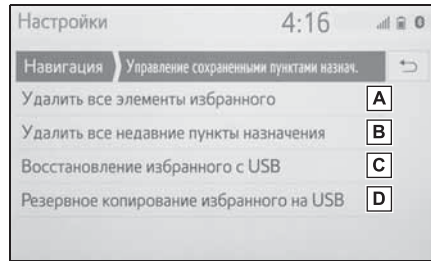 Настройки 4:16
Навигация Управление сохраненными пунктами назнач.
Удалить все элементы избранного A
Удалить все недавние пункты назначения B
Восстановление избранного с USB C
Резервное копирование избранного на USB D